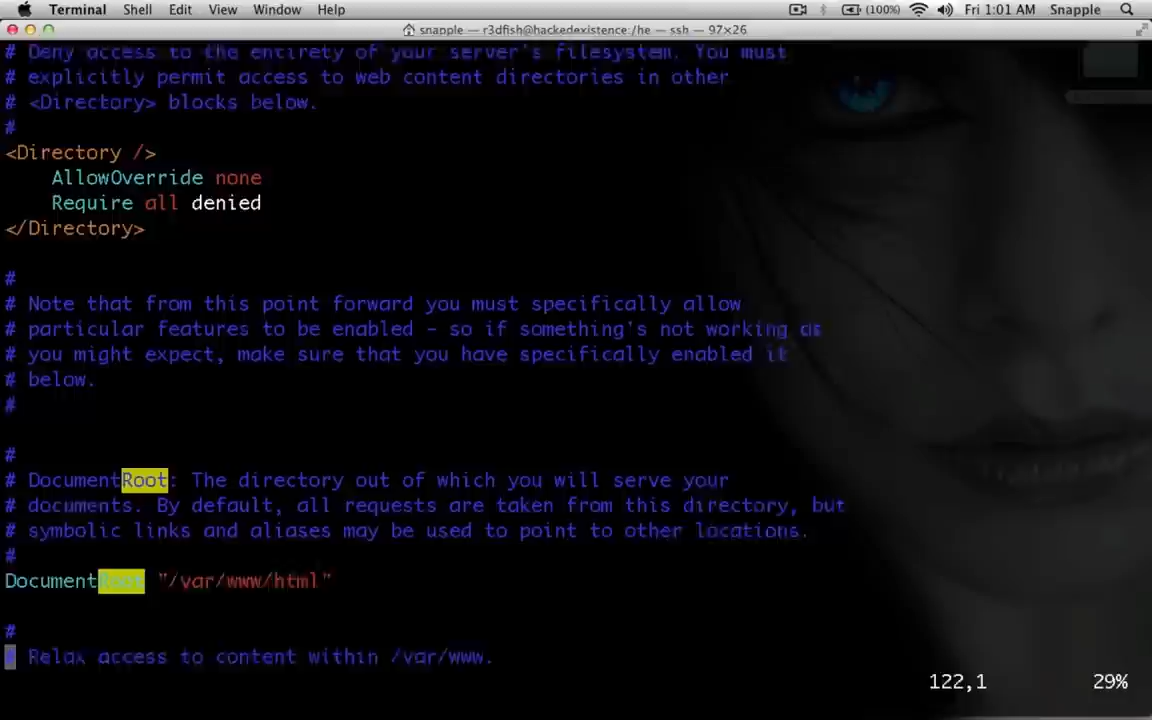 Terminal Shell Edit View Window Help (100%) Fri 1:01 AM Snapple
snapple — r3dfish@hackedexistence:/he — ssh — 97×26
# Deny access to the entirety of your server's filesystem. You must
# explicitly permit access to web content directories in other
# <Directory> blocks below.
#
<Directory />
AllowOverride none
Require all denied
</Directory>
#
# Note that from this point forward you must specifically allow
# particular features to be enabled - so if something's not working as
# you might expect, make sure that you have specifically enabled it
# below.
#
#
# DocumentRoot: The directory out of which you will serve your
# documents. By default, all requests are taken from this directory, but
# symbolic links and aliases may be used to point to other locations.
#
DocumentRoot "/var/www/html"
#
# Relax access to content within /var/www.
122,1 29%